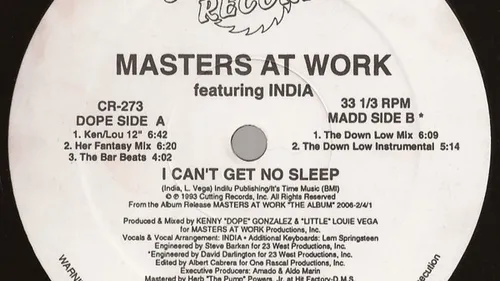 RECORDS
MASTERS AT WORK
featuring INDIA
CR-273
DOPE SIDE A
1. Ken/Lou 12" 6:42
2. Her Fantasy Mix 6:20
3. The Bar Beats 4:02
33 1/3 RPM
MADD SIDE B *
1. The Down Low Mix 6:09
2. The Down Low Instrumental 5:14
I CAN'T GET NO SLEEP
(India, L. Vega) Indilu Publishing/It's Time Music (BMI)
© ℗ 1993 Cutting Records, Inc. All Rights Reserved
From the Album Release MASTERS AT WORK "THE ALBUM" 2006-2/4/1
Produced & Mixed by KENNY "DOPE" GONZALEZ & "LITTLE" LOUIE VEGA
for MASTERS AT WORK Productions, Inc.
Vocals & Vocal Arrangement: INDIA • Additional Keyboards: Lem Springsteen
Engineered by Steve Barkan for 23 West Productions, Inc.
*Engineered by David Darlington for 23 West Productions, Inc.
Edited by Albert Cabrera for One Rascal Productions, Inc.
Executive Producers: Amado & Aldo Marin
Mastered by Herb "The Pump" Powers, Jr. at Hit Factory-D.M.S.